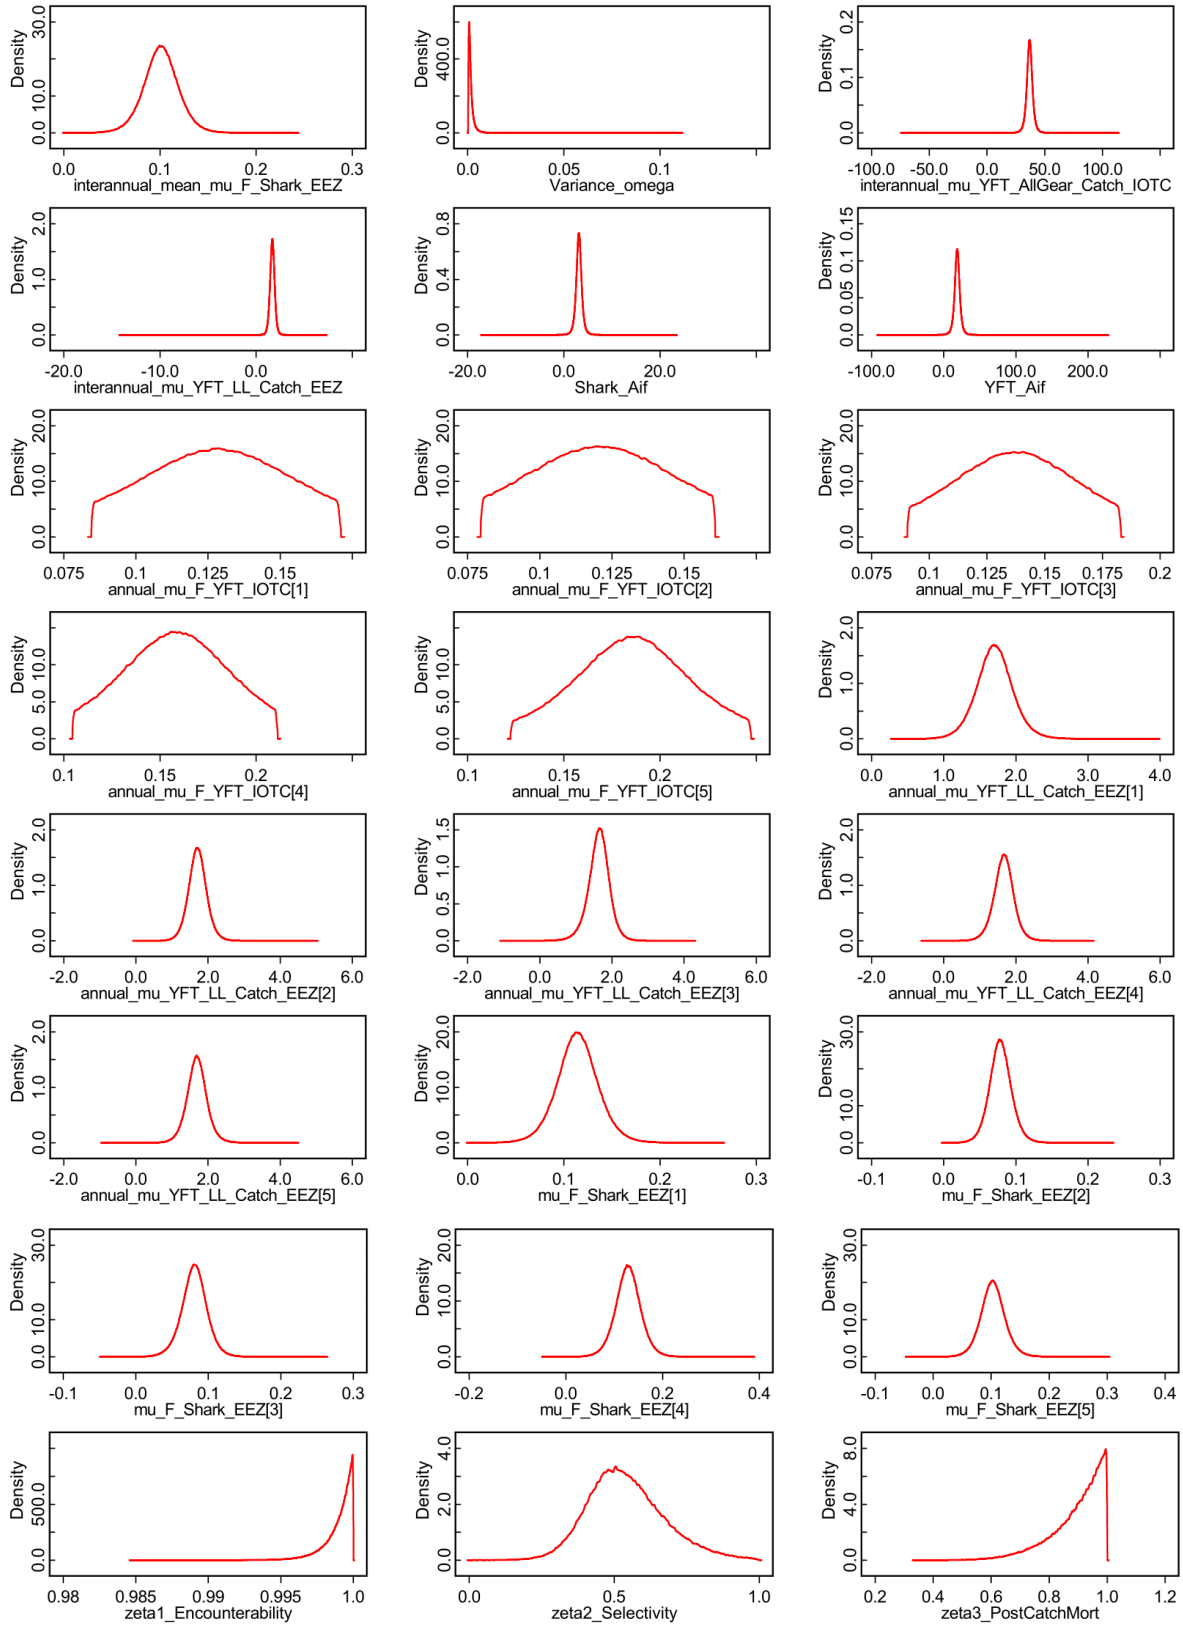 Density 0.0 10.0 30.0
0.0 0.1 0.2 0.3
interannual_mean_mu_F_Shark_EEZ
Density 0.0 400.0
0.0 0.05 0.1
Variance_omega
Density 0.0 0.1 0.2
-100.0 -50.0 0.0 50.0 100.0
interannual_mu_YFT_AllGear_Catch_IOTC
Density 0.0 1.0 2.0
-20.0 -10.0 0.0
interannual_mu_YFT_LL_Catch_EEZ
Density 0.0 0.4 0.8
-20.0 0.0 20.0
Shark_Aif
Density 0.0 0.05 0.1 0.15
-100.0 0.0 100.0 200.0
YFT_Aif
Density 0.0 10.0 20.0
0.075 0.1 0.125 0.15
annual_mu_F_YFT_IOTC[1]
Density 0.0 10.0 20.0
0.075 0.1 0.125 0.15
annual_mu_F_YFT_IOTC[2]
Density 0.0 10.0 20.0
0.075 0.1 0.125 0.15 0.175 0.2
annual_mu_F_YFT_IOTC[3]
Density 0.0 5.0 10.0
0.1 0.15 0.2
annual_mu_F_YFT_IOTC[4]
Density 0.0 5.0 10.0
0.1 0.15 0.2
annual_mu_F_YFT_IOTC[5]
Density 0.0 1.0 2.0
0.0 1.0 2.0 3.0 4.0
annual_mu_YFT_LL_Catch_EEZ[1]
Density 0.0 1.0 2.0
-2.0 0.0 2.0 4.0 6.0
annual_mu_YFT_LL_Catch_EEZ[2]
Density 0.0 0.5 1.0 1.5
-2.0 0.0 2.0 4.0 6.0
annual_mu_YFT_LL_Catch_EEZ[3]
Density 0.0 1.0 2.0
-2.0 0.0 2.0 4.0 6.0
annual_mu_YFT_LL_Catch_EEZ[4]
Density 0.0 1.0 2.0
-2.0 0.0 2.0 4.0 6.0
annual_mu_YFT_LL_Catch_EEZ[5]
Density 0.0 10.0 20.0
0.0 0.1 0.2 0.3
mu_F_Shark_EEZ[1]
Density 0.0 10.0 30.0
-0.1 0.0 0.1 0.2 0.3
mu_F_Shark_EEZ[2]
Density 0.0 10.0 30.0
-0.1 0.0 0.1 0.2 0.3
mu_F_Shark_EEZ[3]
Density 0.0 10.0 20.0
-0.2 0.0 0.2 0.4
mu_F_Shark_EEZ[4]
Density 0.0 10.0 30.0
-0.1 0.0 0.1 0.2 0.3 0.4
mu_F_Shark_EEZ[5]
Density 0.0 500.0
0.98 0.985 0.99 0.995 1.0
zeta1_Encounterability
Density 0.0 2.0 4.0
0.0 0.5 1.0
zeta2_Selectivity
Density 0.0 4.0 8.0
0.2 0.4 0.6 0.8 1.0 1.2
zeta3_PostCatchMort